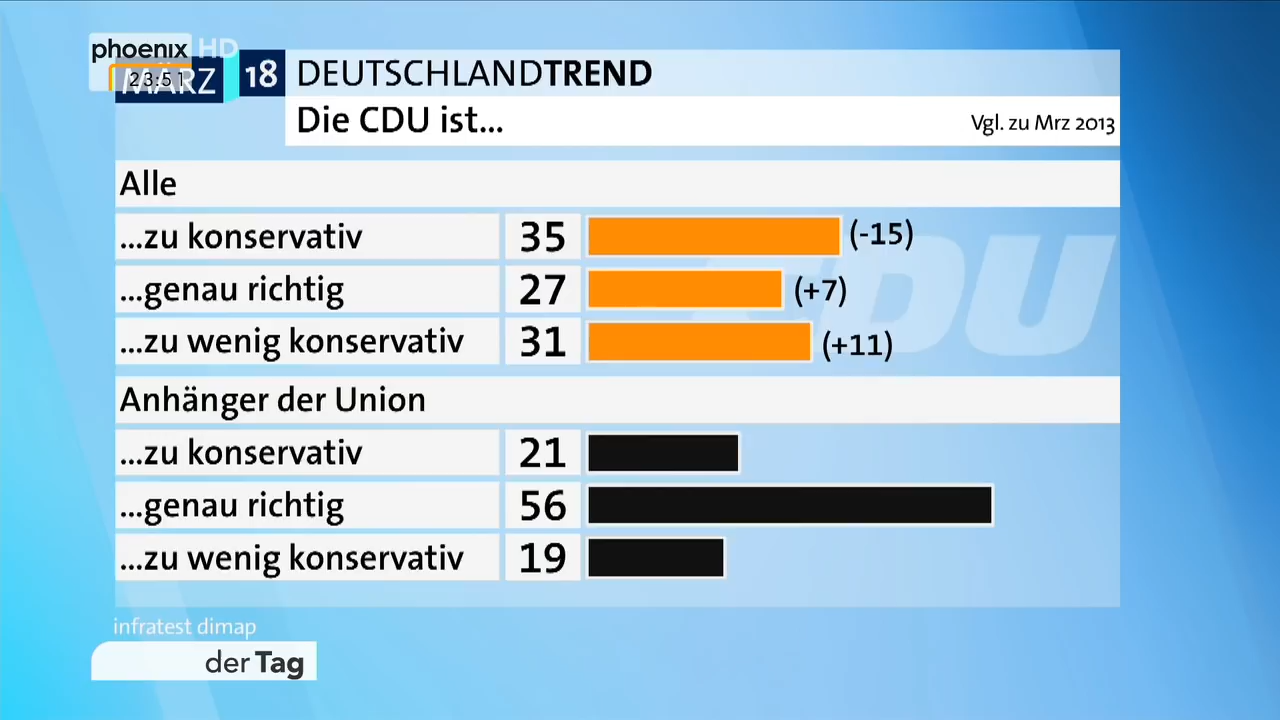 phoenix HD
23:51
MÄRZ 18 DEUTSCHLANDTREND
Die CDU ist...
Vgl. zu Mrz 2013
Alle
...zu konservativ 35 (-15)
...genau richtig 27 (+7)
...zu wenig konservativ 31 (+11)
CDU
Anhänger der Union
...zu konservativ 21
...genau richtig 56
...zu wenig konservativ 19
infratest dimap
der Tag